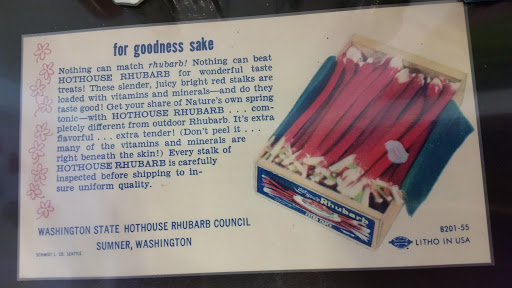 for goodness sake
Nothing can match rhubarb! Nothing can beat
HOTHOUSE RHUBARB for wonderful taste
treats! These slender, juicy bright red stalks are
loaded with vitamins and minerals—and do they
taste good! Get your share of Nature's own spring
tonic—with HOTHOUSE RHUBARB . . . com-
pletely different from outdoor Rhubarb. It's extra
flavorful . . . extra tender! (Don't peel it . . .
many of the vitamins and minerals are
right beneath the skin!) Every stalk of
HOTHOUSE RHUBARB is carefully
inspected before shipping to in-
sure uniform quality.
WASHINGTON STATE HOTHOUSE RHUBARB COUNCIL
SUMNER, WASHINGTON
Rhubarb
8201-55
LITHO IN USA